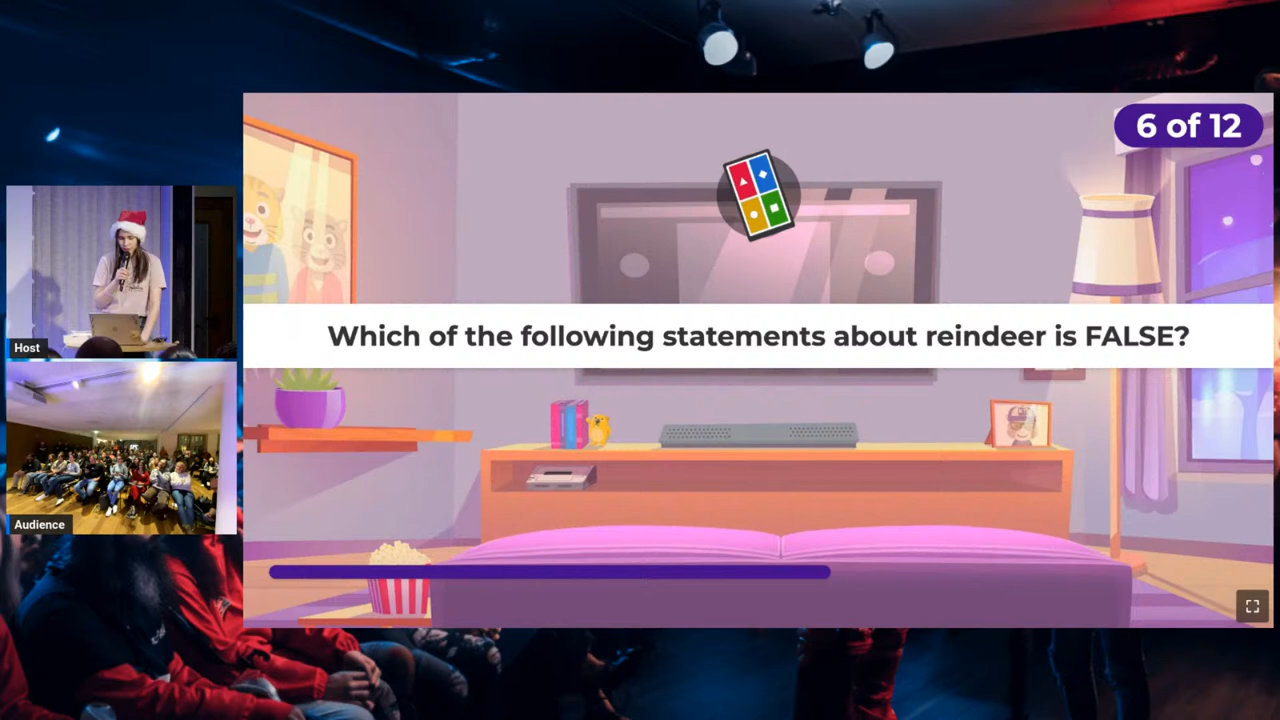 6 of 12
Host
Which of the following statements about reindeer is FALSE?
Audience